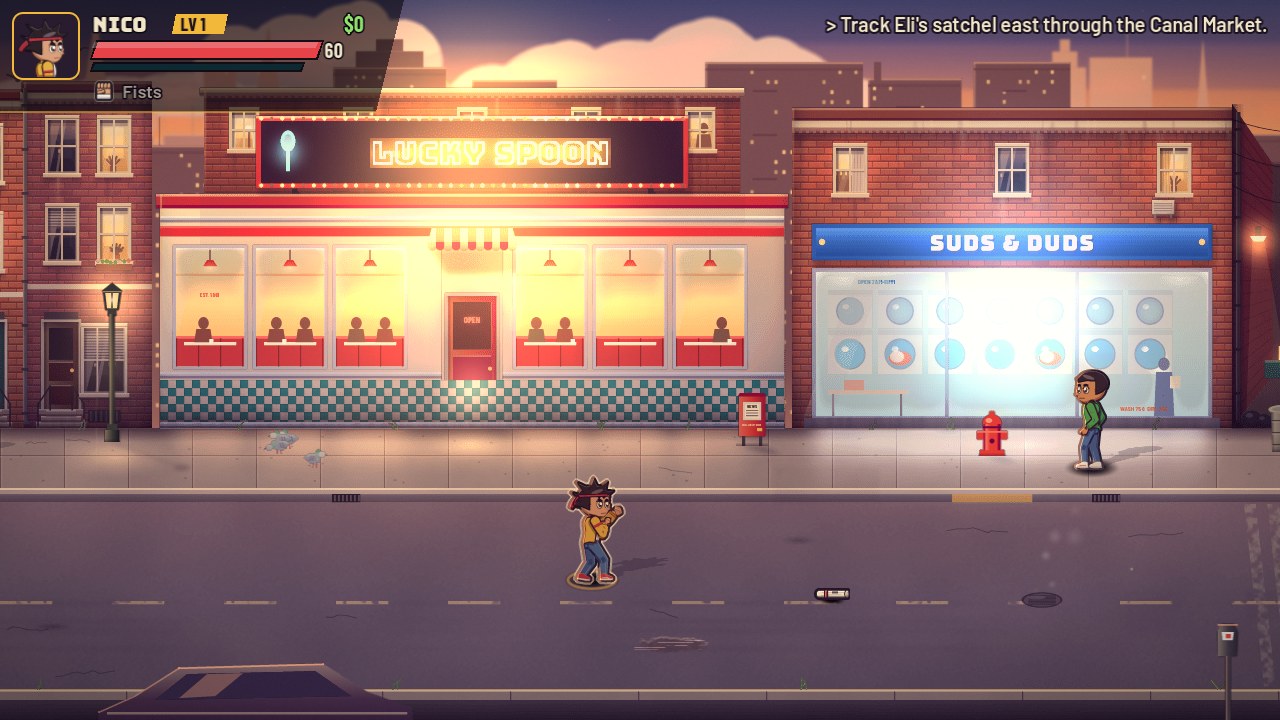 NICO
LV 1
$0
60
Fists
> Track Eli's satchel east through the Canal Market.
LUCKY SPOON
SUDS & DUDS
OPEN
NEWS